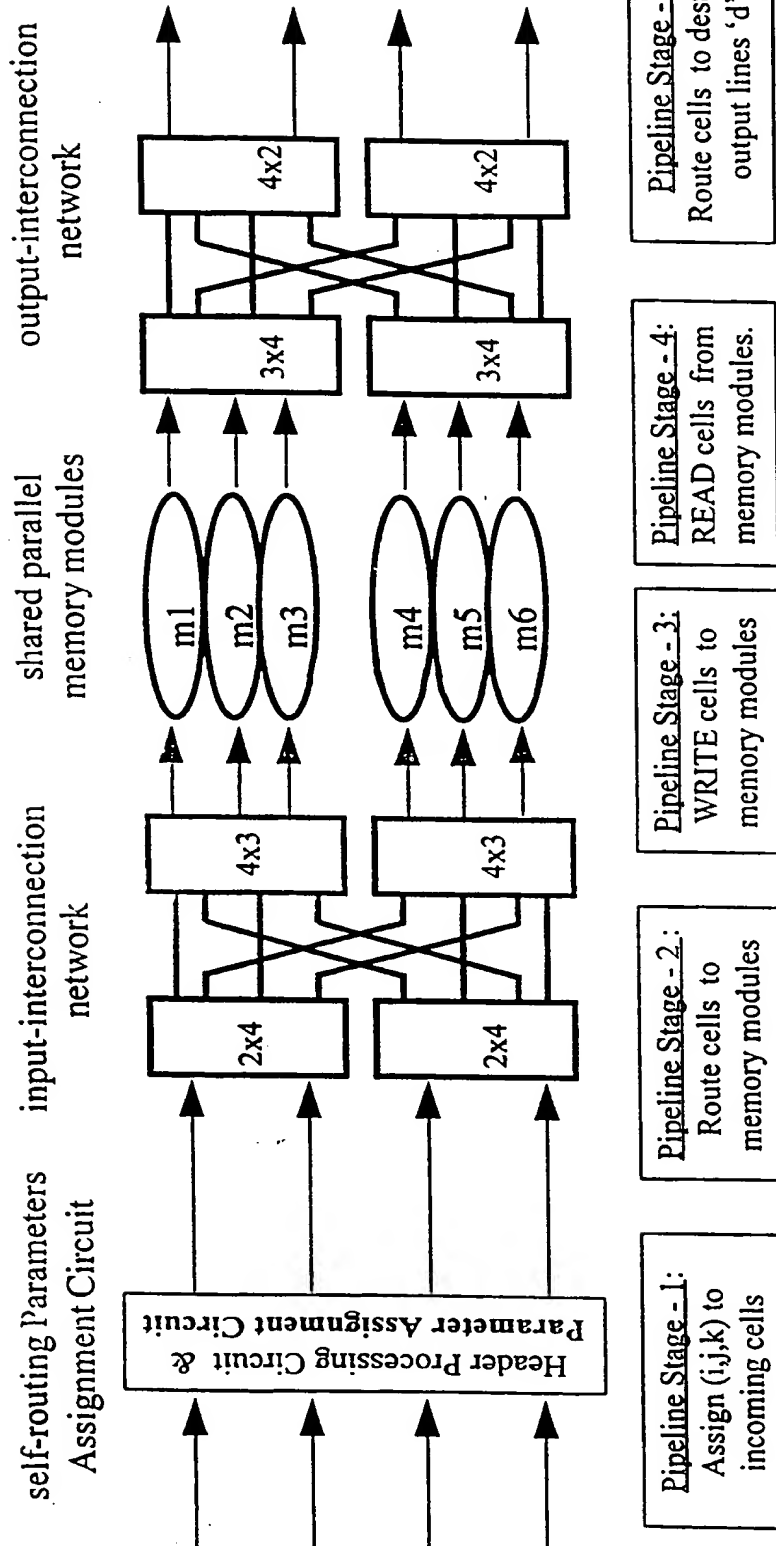 self-routing Parameters
Assignment Circuit
input-interconnection
network
shared parallel
memory modules
output-interconnection
network
Header Processing Circuit &
Parameter Assignment Circuit
2x4
2x4
4x3
4x3
m1
m2
m3
m4
m5
m6
3x4
3x4
4x2
4x2
Pipeline Stage - 1:
Assign (i,j,k) to
incoming cells
Pipeline Stage - 2 :
Route cells to
memory modules
Pipeline Stage - 3:
WRITE cells to
memory modules
Pipeline Stage - 4:
READ cells from
memory modules.
Pipeline Stage -
Route cells to
output lines 'd'